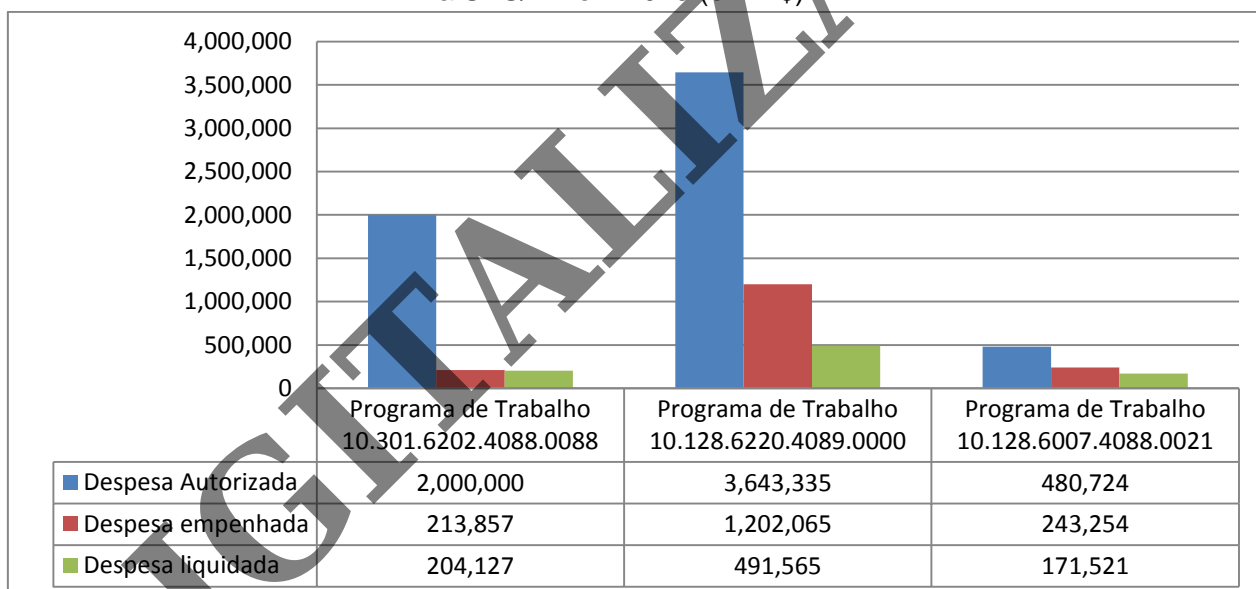 4,000,000
3,500,000
3,000,000
2,500,000
2,000,000
1,500,000
1,000,000
500,000
0
Programa de Trabalho 10.301.6202.4088.0088
Programa de Trabalho 10.128.6220.4089.0000
Programa de Trabalho 10.128.6007.4088.0021
Despesa Autorizada 2,000,000 3,643,335 480,724
Despesa empenhada 213,857 1,202,065 243,254
Despesa liquidada 204,127 491,565 171,521